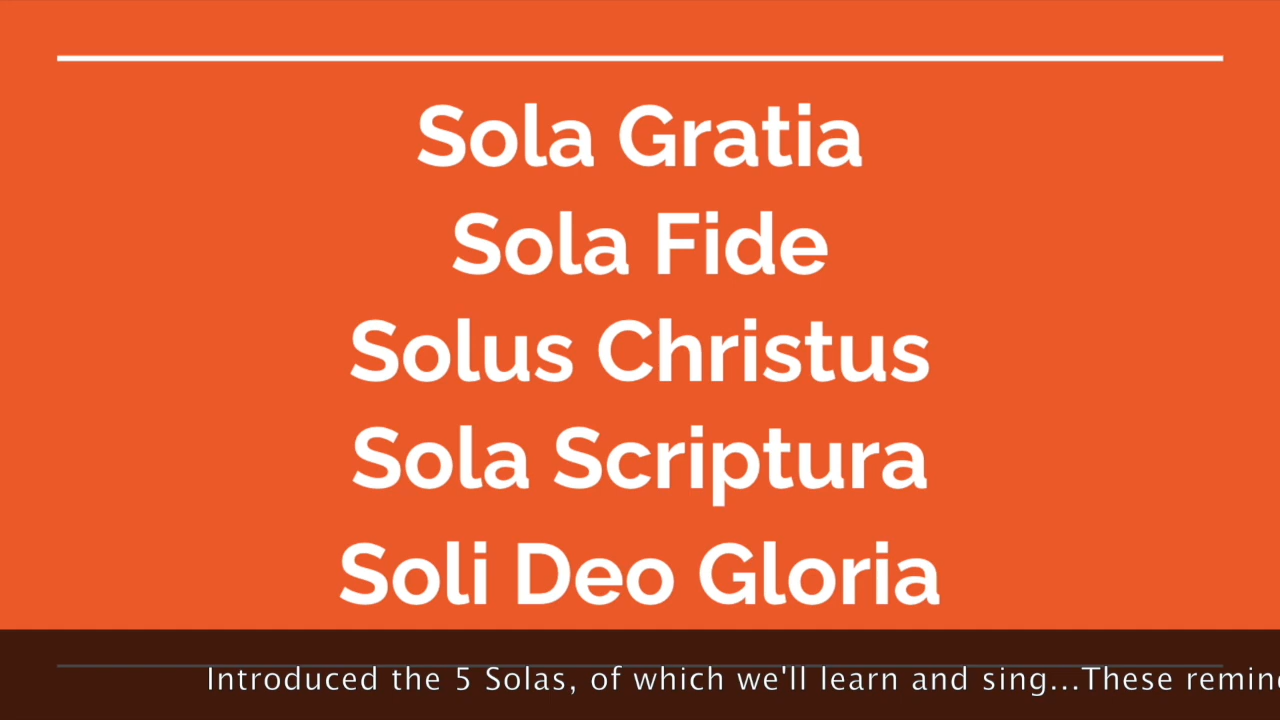 Sola Gratia
Sola Fide
Solus Christus
Sola Scriptura
Soli Deo Gloria
Introduced the 5 Solas, of which we'll learn and sing...These